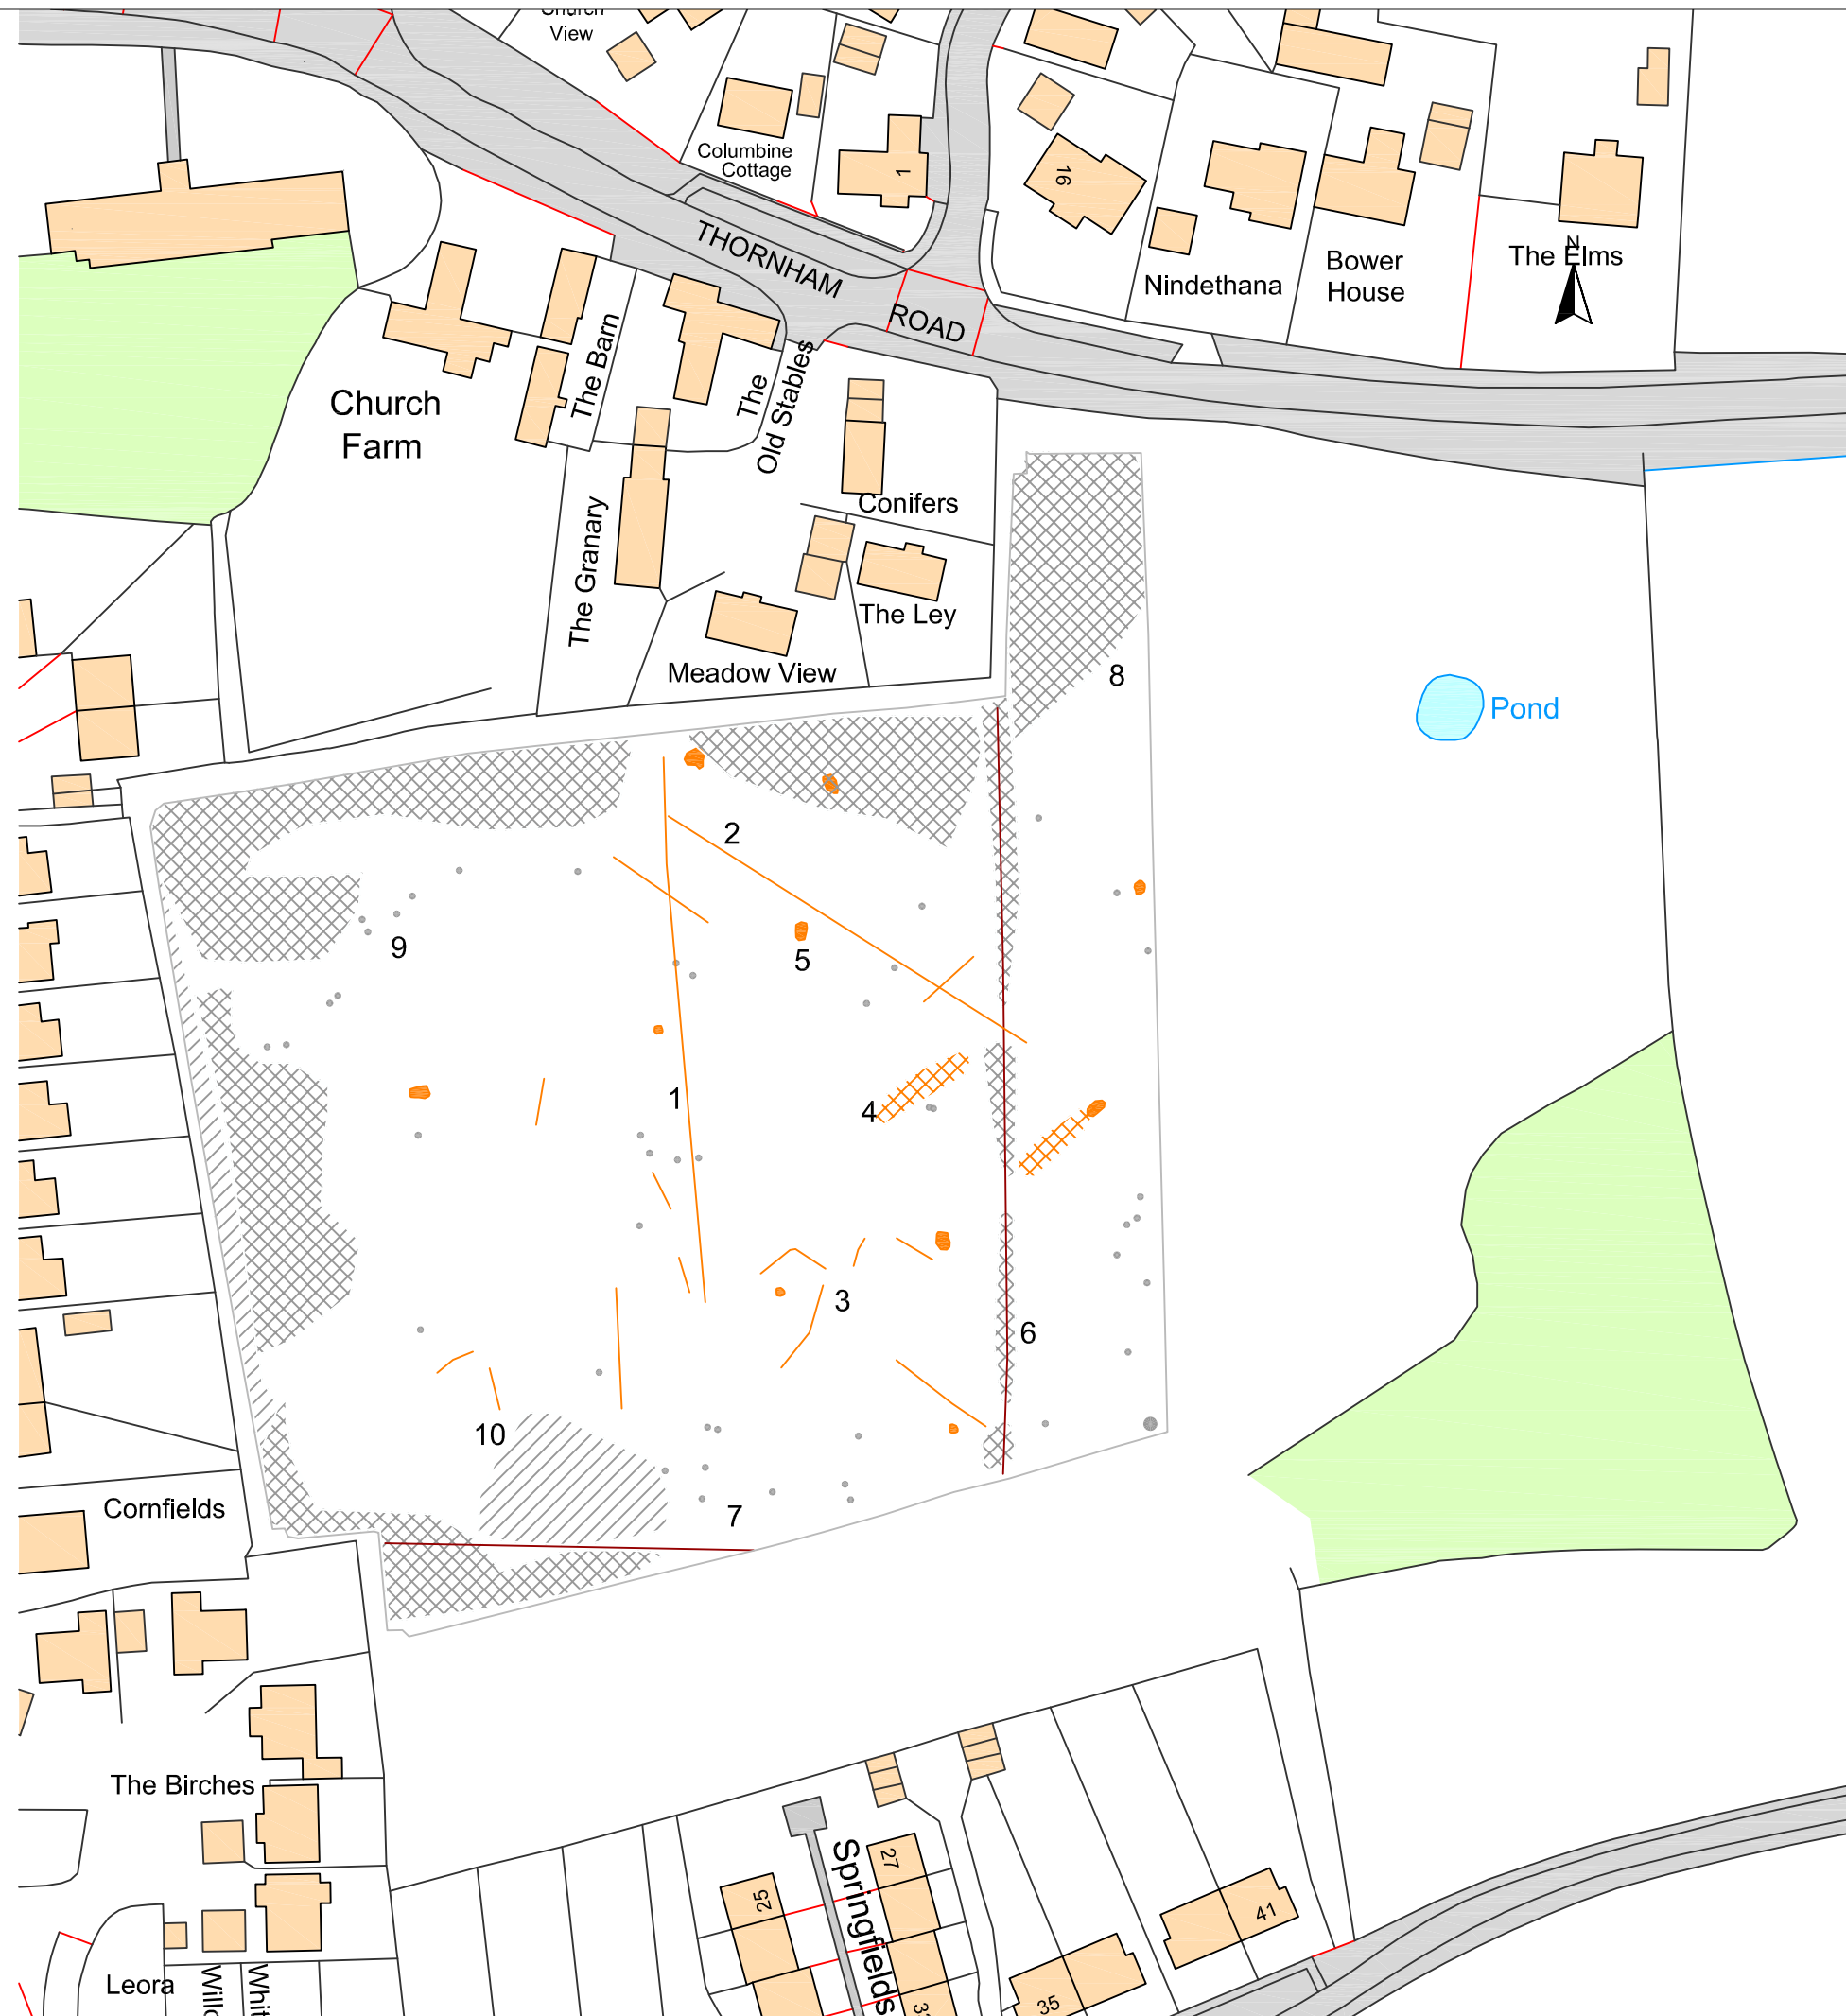 Church
View
Columbine
Cottage
1
16
THORNHAM
ROAD
Nindethana
Bower
House
The Elms
N
The Barn
The
Old Stables
Church
Farm
The Granary
Conifers
The Ley
Meadow View
8
Pond
2
9
5
1
4
3
6
10
7
Cornfields
The Birches
Springfields
27
25
41
35
Leora